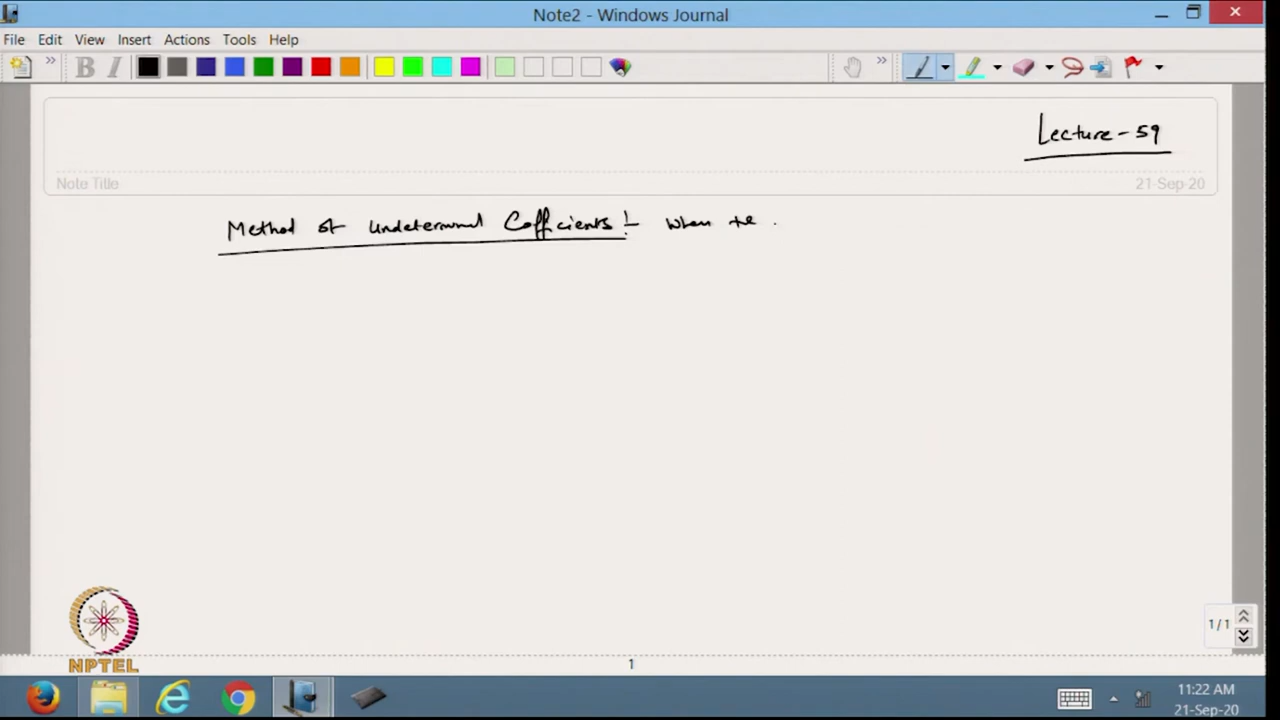 Note2 - Windows Journal
File Edit View Insert Actions Tools Help
B I
Lecture - 59
Note Title
21-Sep-20
Method of Undetermined Cofficients :- When the
1/1
NPTEL
1
11:22 AM
21-Sep-20